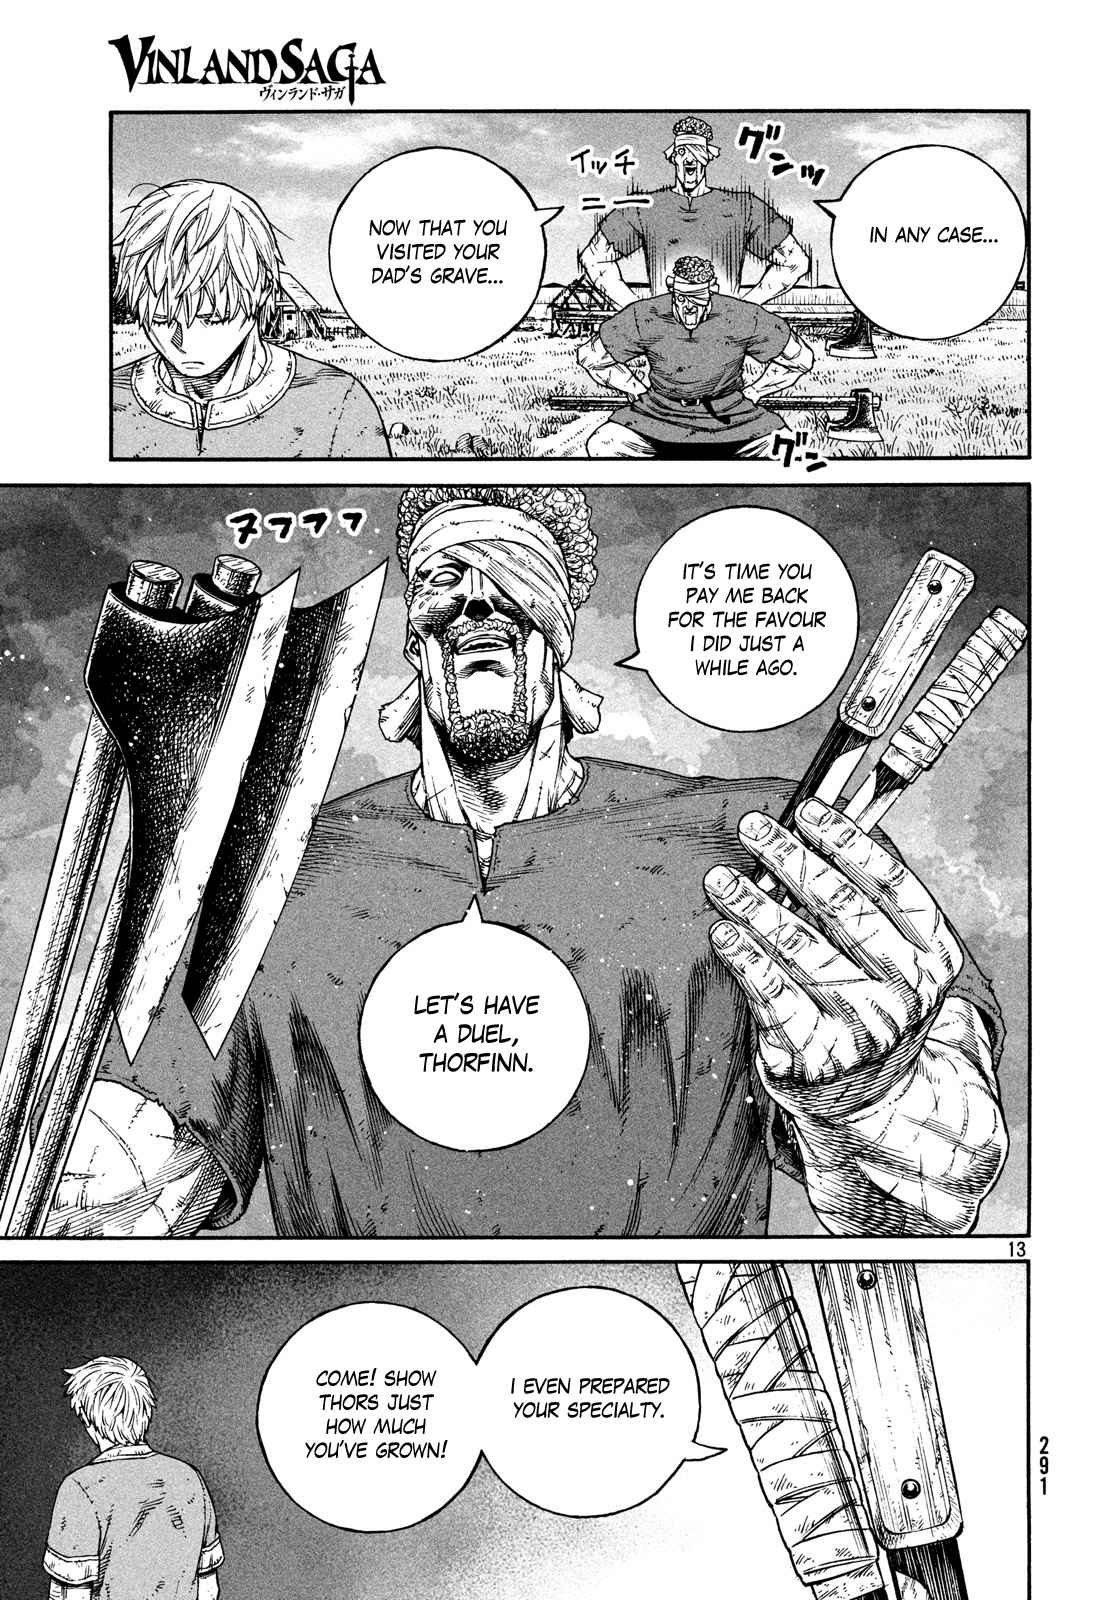 VINLAND SAGA
ヴィンランド・サガ
グンッ
イッチ
ニー
IN ANY CASE...
NOW THAT YOU
VISITED YOUR
DAD'S GRAVE...
グーン
ヌフフフ
IT'S TIME YOU
PAY ME BACK
FOR THE FAVOUR
I DID JUST A
WHILE AGO.
LET'S HAVE
A DUEL,
THORFINN.
13
I EVEN PREPARED
YOUR SPECIALTY.
COME! SHOW
THORS JUST
HOW MUCH
YOU'VE GROWN!
291